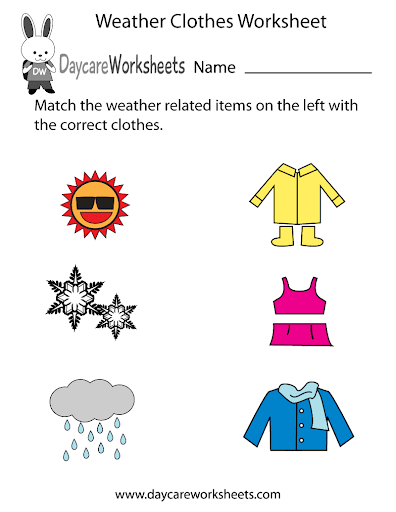 Weather Clothes Worksheet
DW
DaycareWorksheets Name
Match the weather related items on the left with
the correct clothes.
www.daycareworksheets.com